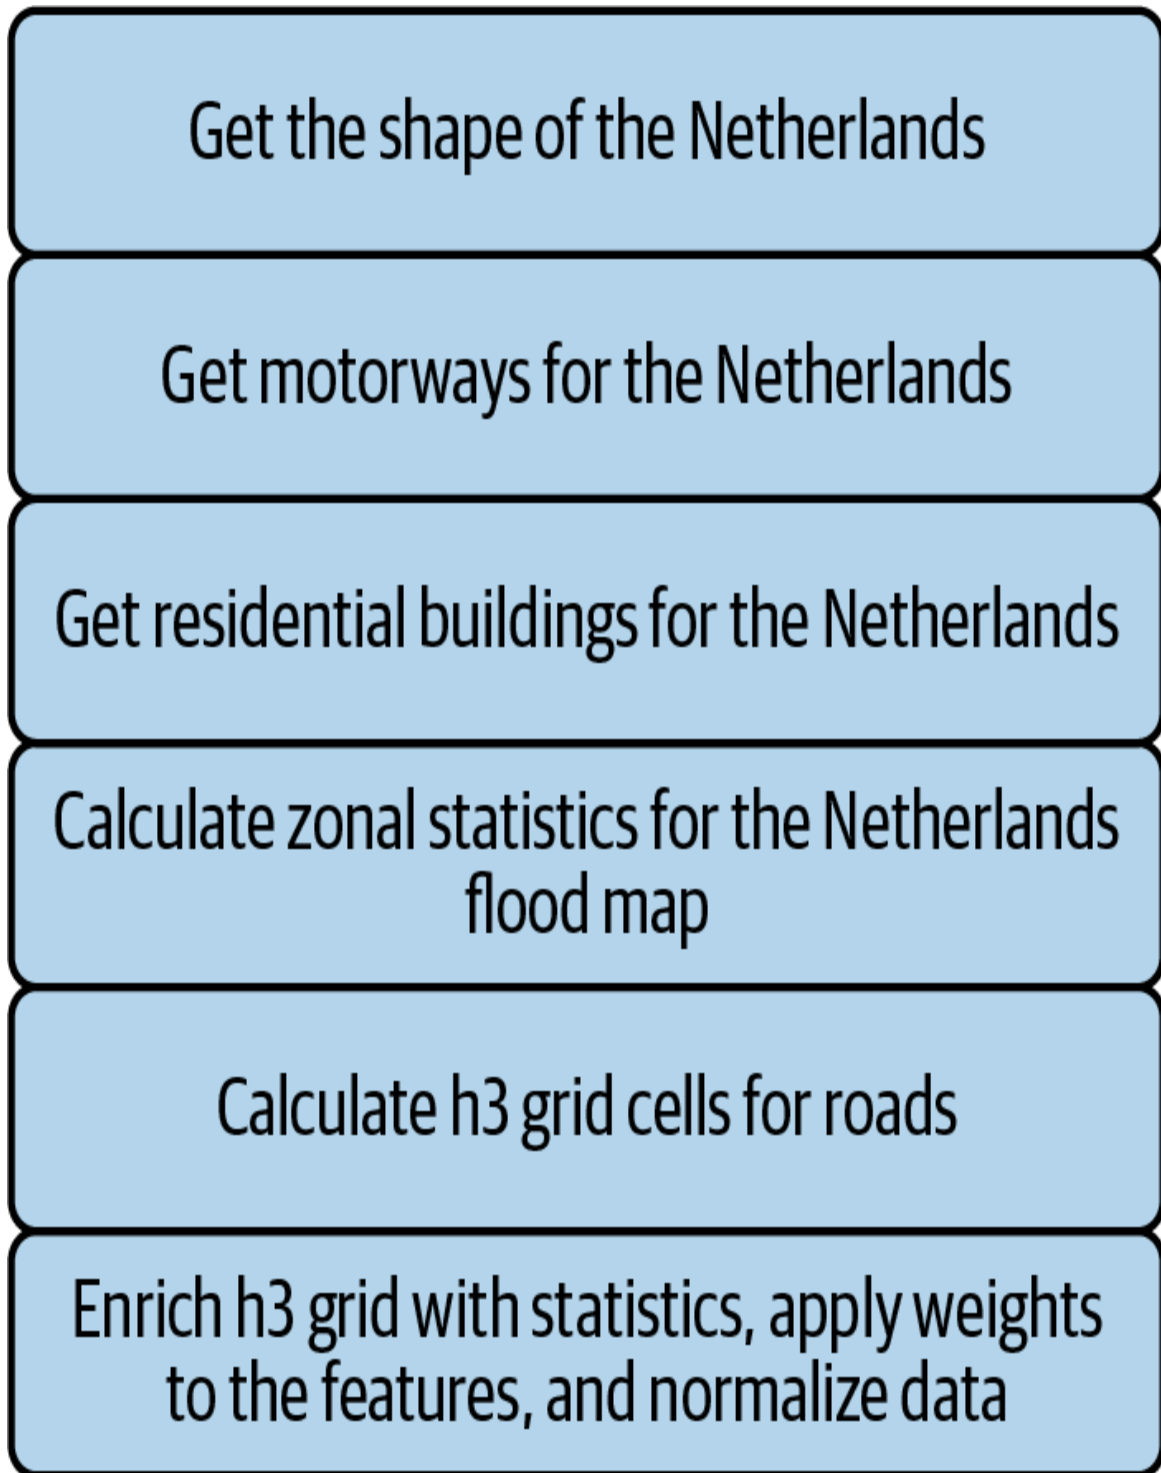 Get the shape of the Netherlands
Get motorways for the Netherlands
Get residential buildings for the Netherlands
Calculate zonal statistics for the Netherlands
flood map
Calculate h3 grid cells for roads
Enrich h3 grid with statistics, apply weights
to the features, and normalize data